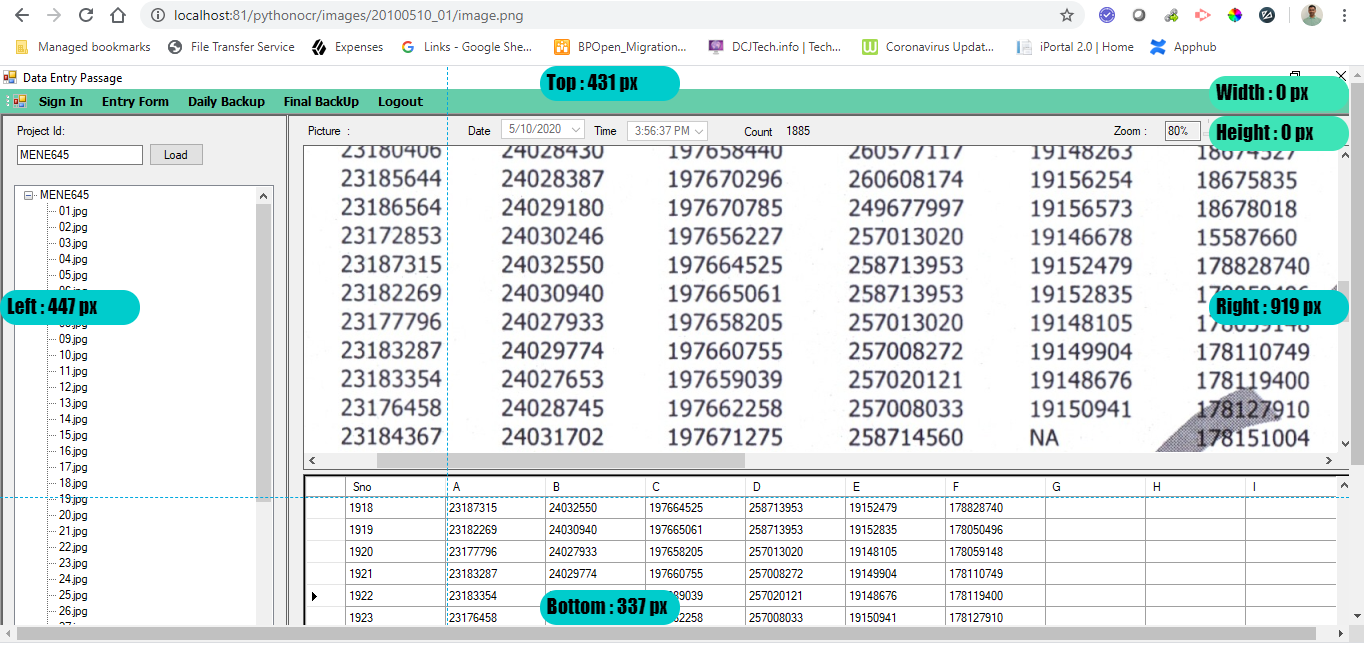 localhost:81/pythonocr/images/20100510_01/image.png
Managed bookmarks File Transfer Service Expenses Links - Google She... BPOpen_Migration... DCJTech.info | Tech... Coronavirus Updat... iPortal 2.0 | Home Apphub
Data Entry Passage
Top : 431 px
Width : 0 px
Sign In Entry Form Daily Backup Final BackUp Logout
Project Id:
Picture :
Date 5/10/2020 Time 3:56:37 PM Count 1885 Zoom : 80%
Height : 0 px
MENE645 Load
23180406 24028430 197658440 260577117 19148263 18674527
23185644 24028387 197670296 260608174 19156254 18675835
23186564 24029180 197670785 249677997 19156573 18678018
23172853 24030246 197656227 257013020 19146678 15587660
23187315 24032550 197664525 258713953 19152479 178828740
23182269 24030940 197665061 258713953 19152835
23177796 24027933 197658205 257013020 19148105 178059148
23183287 24029774 197660755 257008272 19149904 178110749
23183354 24027653 197659039 257020121 19148676 178119400
23176458 24028745 197662258 257008033 19150941 178127910
23184367 24031702 197671275 258714560 NA 178151004
MENE645
01.jpg
02.jpg
03.jpg
04.jpg
05.jpg
Left : 447 px
Right : 919 px
09.jpg
10.jpg
11.jpg
12.jpg
13.jpg
14.jpg
15.jpg
16.jpg
17.jpg
18.jpg
19.jpg
20.jpg
21.jpg
22.jpg
23.jpg
24.jpg
25.jpg
26.jpg
Sno A B C D E F G H I
1918 23187315 24032550 197664525 258713953 19152479 178828740
1919 23182269 24030940 197665061 258713953 19152835 178050496
1920 23177796 24027933 197658205 257013020 19148105 178059148
1921 23183287 24029774 197660755 257008272 19149904 178110749
1922 23183354 257020121 19148676 178119400
Bottom : 337 px
1923 23176458 257008033 19150941 178127910